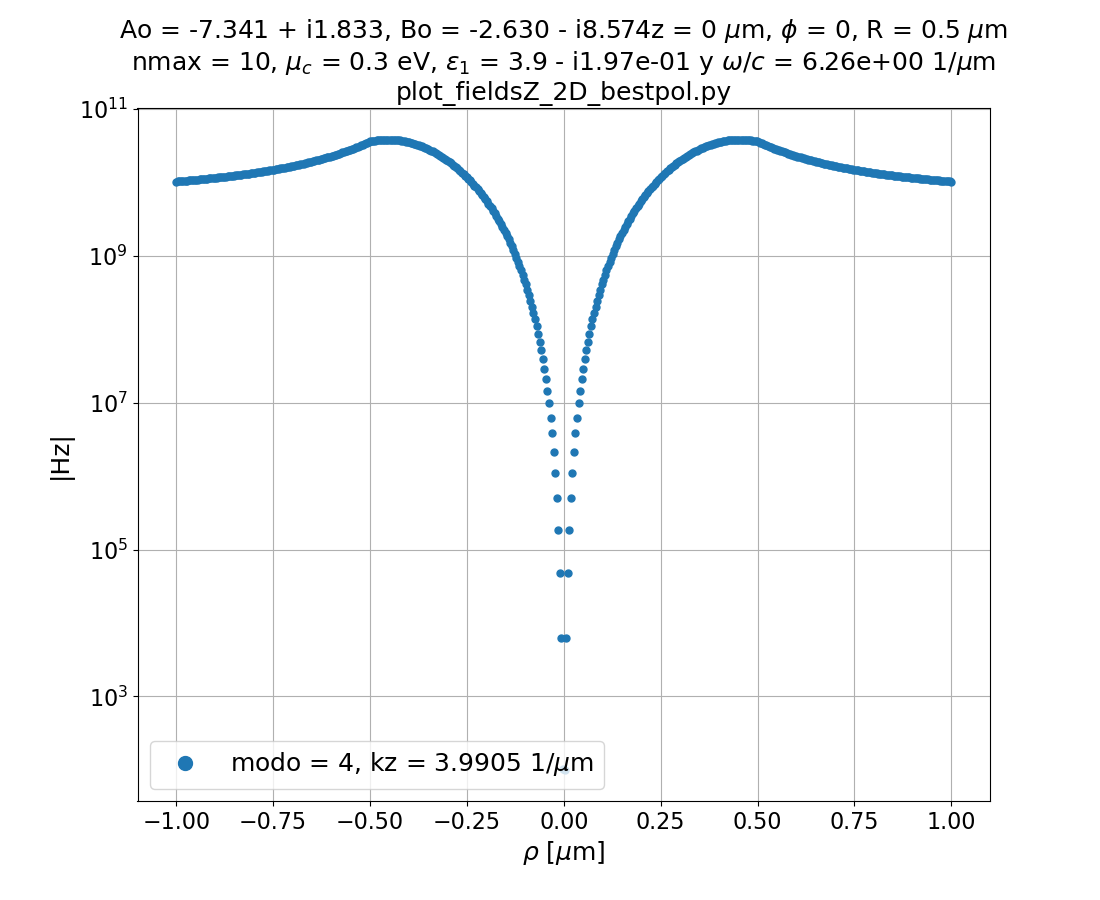 Ao = -7.341 + i1.833, Bo = -2.630 - i8.574z = 0 μm, ϕ = 0, R = 0.5 μm
nmax = 10, μc = 0.3 eV, ε1 = 3.9 - i1.97e-01 y ω/c = 6.26e+00 1/μm
plot_fieldsZ_2D_bestpol.py
10^11
10^9
10^7
10^5
10^3
|Hz|
modo = 4, kz = 3.9905 1/μm
−1.00 −0.75 −0.50 −0.25 0.00 0.25 0.50 0.75 1.00
ρ [μm]